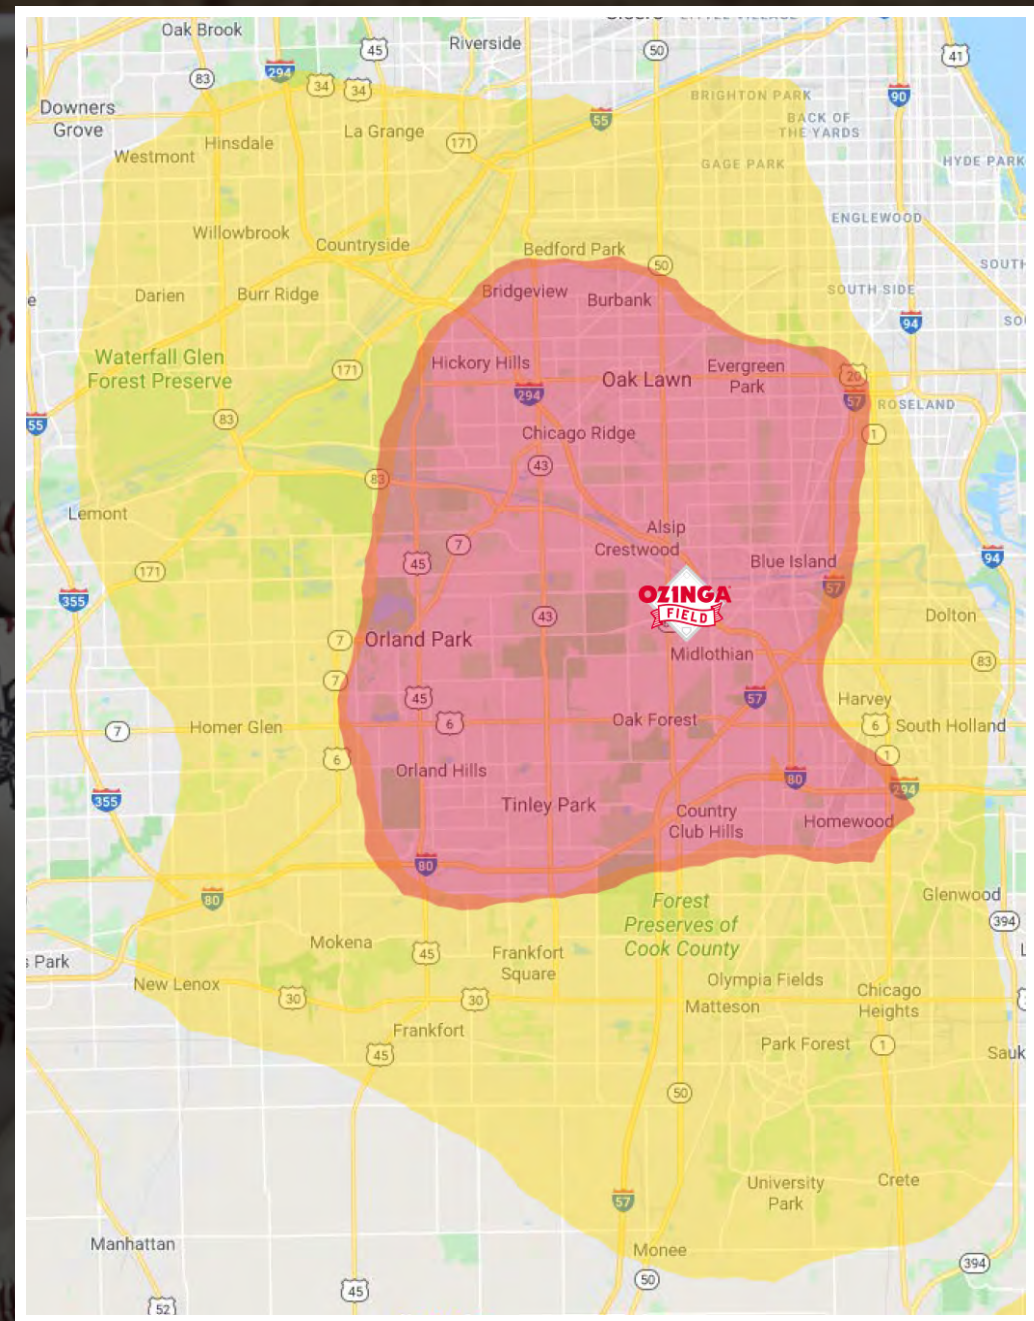 Oak Brook
45
Riverside
50
41
83
294
34
34
BRIGHTON PARK
90
Downers
Grove
55
BACK OF
THE YARDS
La Grange
171
Hinsdale
Westmont
GAGE PARK
HYDE PARK
Willowbrook
Countryside
ENGLEWOOD
Bedford Park
50
SOUTH
Darien
Burr Ridge
Bridgeview
Burbank
SOUTH SIDE
94
SO
Waterfall Glen
Forest Preserve
171
Hickory Hills
Evergreen
Park
Oak Lawn
20
294
57
ROSELAND
55
83
Chicago Ridge
1
43
83
Lemont
Alsip
Crestwood
7
45
Blue Island
94
171
355
57
OZINGA
FIELD
43
Dolton
7
Orland Park
Midlothian
83
7
45
57
Harvey
7
Homer Glen
6
Oak Forest
6
South Holland
6
1
Orland Hills
80
294
355
Tinley Park
Country
Club Hills
Homewood
80
80
Glenwood
Forest
Preserves of
Cook County
394
Mokena
45
Frankfort
Square
s Park
New Lenox
Olympia Fields
30
30
Matteson
Chicago
Heights
Frankfort
45
Park Forest
1
Sauk
50
University
Park
Crete
57
Manhattan
Monee
394
50
45
52